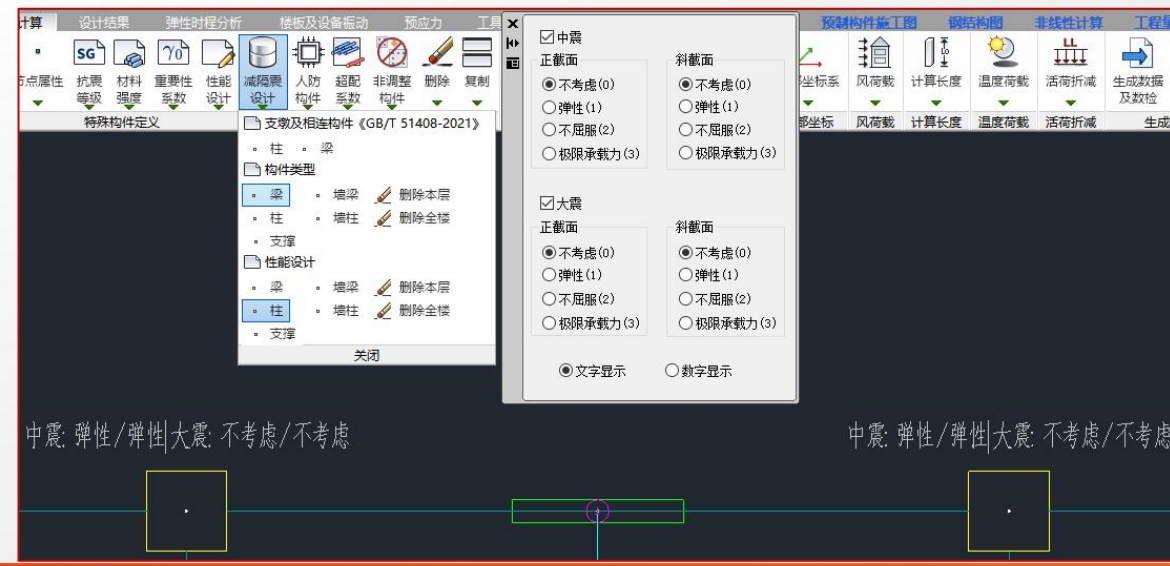 计算 设计结果 弹性时程分析 楼板及设备振动 预应力 工具 预制构件施工图 钢结构图 非线性计算
节点属性 抗震等级 材料强度 重要性系数 性能设计 减隔震设计 人防构件 超配系数 非调整构件 删除 复制
坐标系 风荷载 计算长度 温度荷载 活荷折减 生成数据及数检
特殊构件定义
坐标 风荷载 计算长度 温度荷载 活荷折减 生成
支墩及相连构件《GB/T 51408-2021》
柱 梁
构件类型
梁 墙梁 删除本层
柱 墙柱 删除全楼
支撑
性能设计
梁 墙梁 删除本层
柱 墙柱 删除全楼
支撑
关闭
中震
正截面 斜截面
不考虑(0) 不考虑(0)
弹性(1) 弹性(1)
不屈服(2) 不屈服(2)
极限承载力(3) 极限承载力(3)
大震
正截面 斜截面
不考虑(0) 不考虑(0)
弹性(1) 弹性(1)
不屈服(2) 不屈服(2)
极限承载力(3) 极限承载力(3)
文字显示 数字显示
中震: 弹性/弹性|大震: 不考虑/不考虑
中震: 弹性/弹性|大震: 不考虑/不考虑